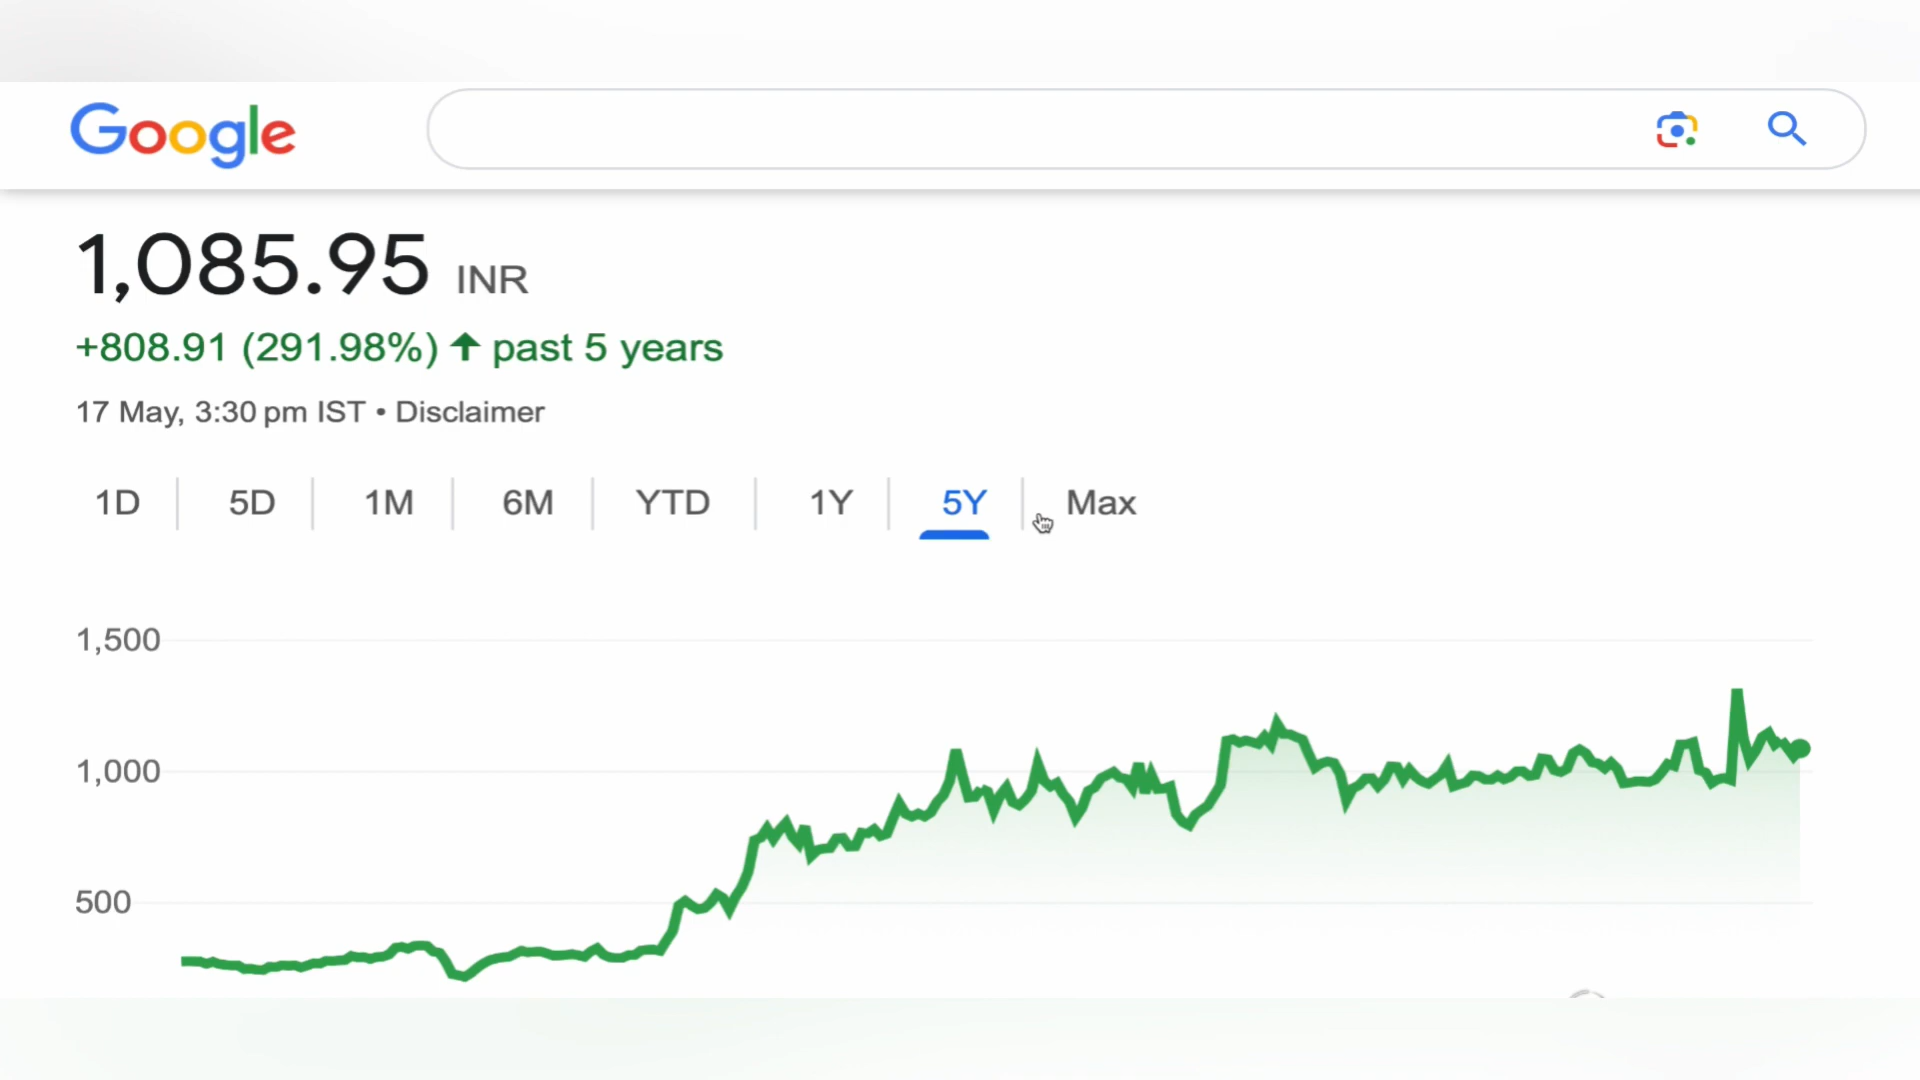 Google
1,085.95 INR
+808.91 (291.98%) ↑ past 5 years
17 May, 3:30 pm IST • Disclaimer
1D 5D 1M 6M YTD 1Y 5Y Max
1,500
1,000
500